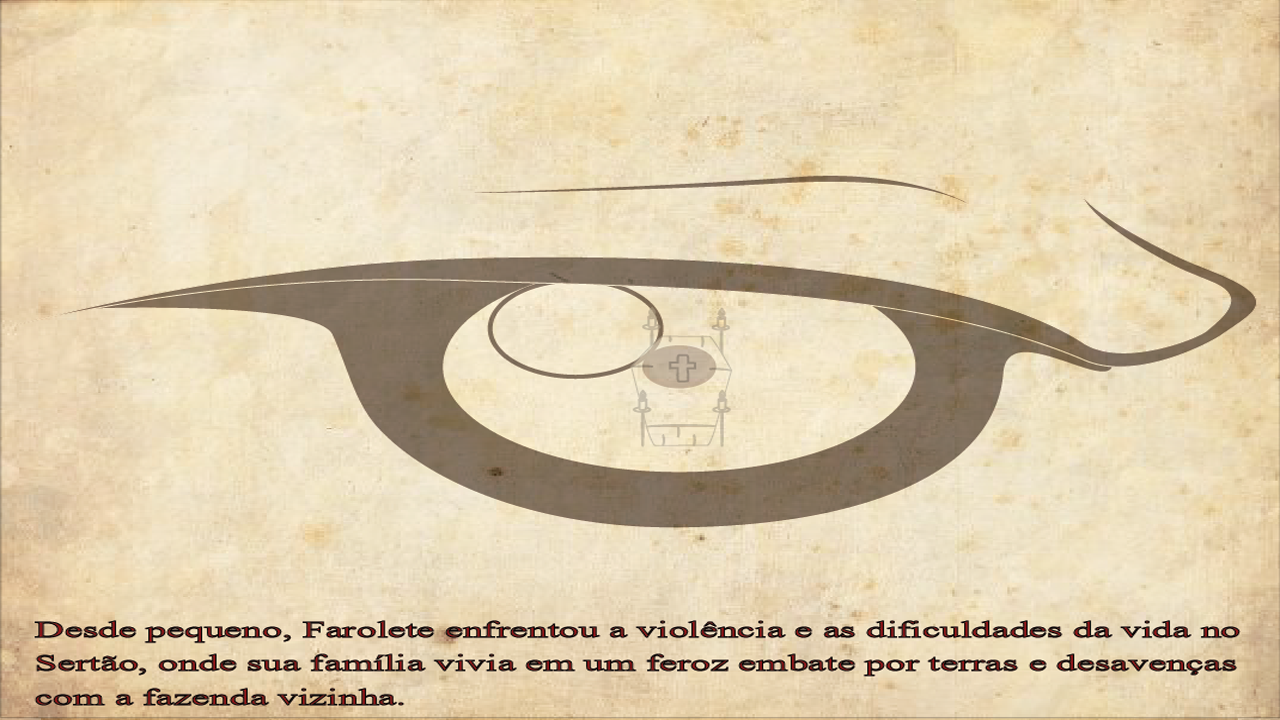 Desde pequeno, Farolete enfrentou a violência e as dificuldades da vida no
Sertão, onde sua família vivia em um feroz embate por terras e desavenças
com a fazenda vizinha.